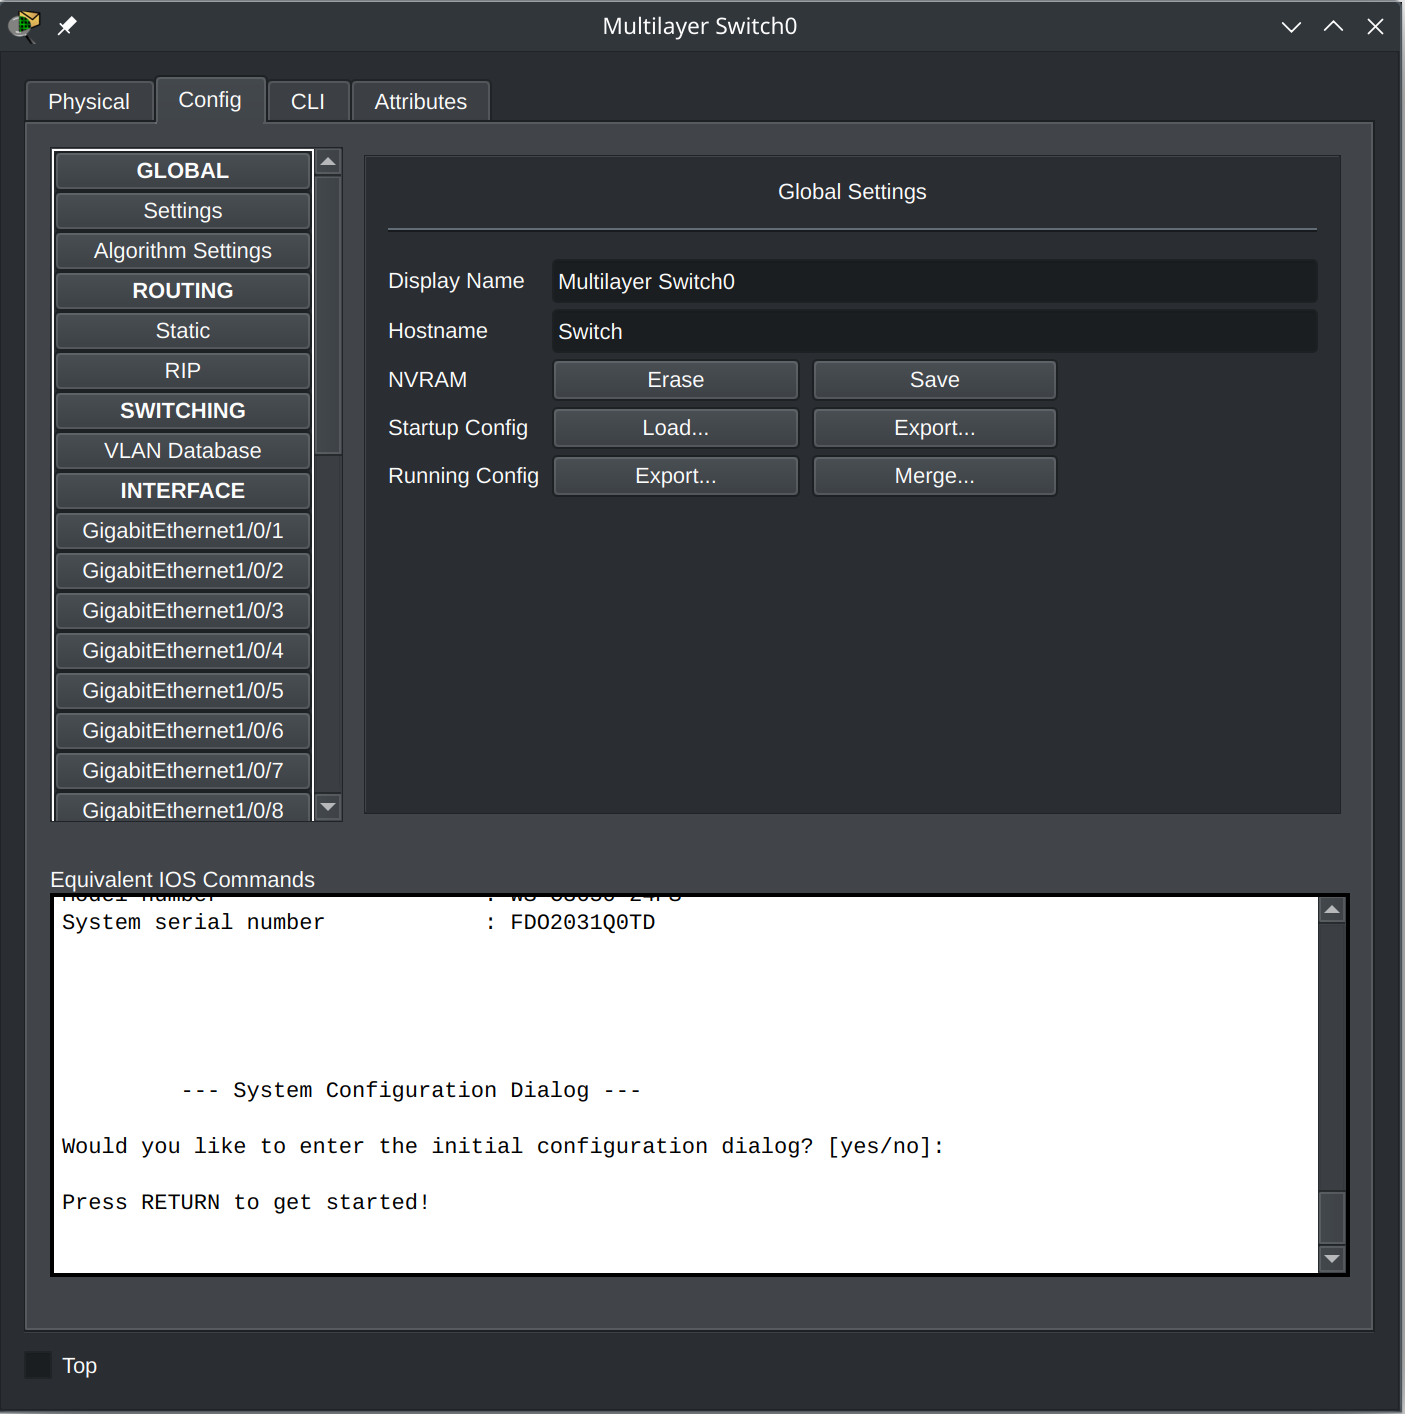 Multilayer Switch0
Physical
Config
CLI
Attributes
GLOBAL
Settings
Algorithm Settings
ROUTING
Static
RIP
SWITCHING
VLAN Database
INTERFACE
GigabitEthernet1/0/1
GigabitEthernet1/0/2
GigabitEthernet1/0/3
GigabitEthernet1/0/4
GigabitEthernet1/0/5
GigabitEthernet1/0/6
GigabitEthernet1/0/7
GigabitEthernet1/0/8
Global Settings
Display Name Multilayer Switch0
Hostname Switch
NVRAM Erase Save
Startup Config Load... Export...
Running Config Export... Merge...
Equivalent IOS Commands
System serial number : FDO2031Q0TD
--- System Configuration Dialog ---
Would you like to enter the initial configuration dialog? [yes/no]:
Press RETURN to get started!
Top